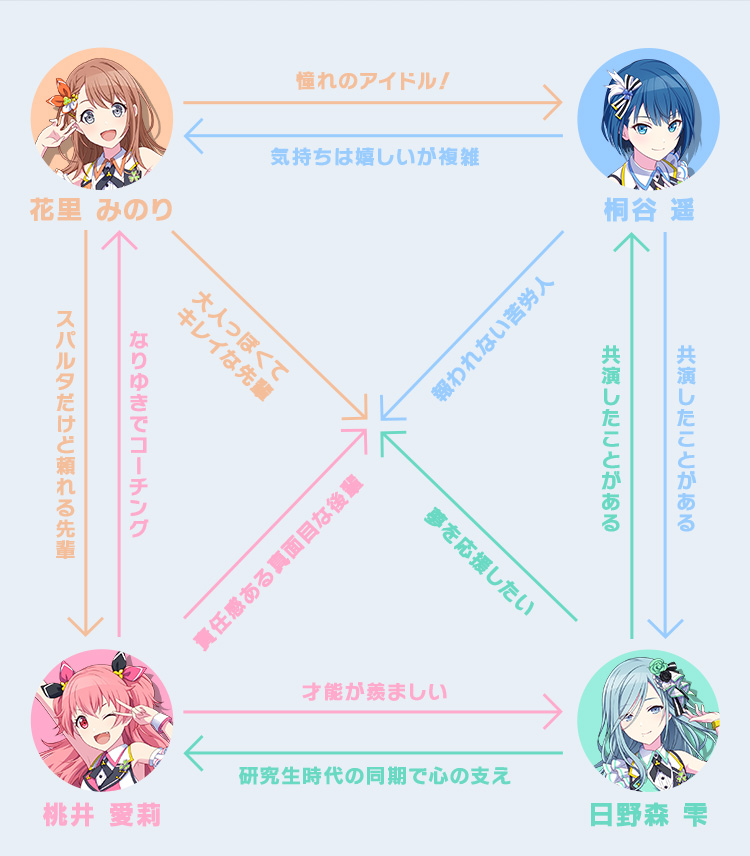 憧れのアイドル!
気持ちは嬉しいが複雑
花里 みのり
桐谷 遥
スパルタだけど頼れる先輩
なりゆきでコーチング
大人っぽくて
キレイな先輩
報われない苦労人
共演したことがある
共演したことがある
責任感ある真面目な後輩
夢を応援したい
才能が羨ましい
研究生時代の同期で心の支え
桃井 愛莉
日野森 雫